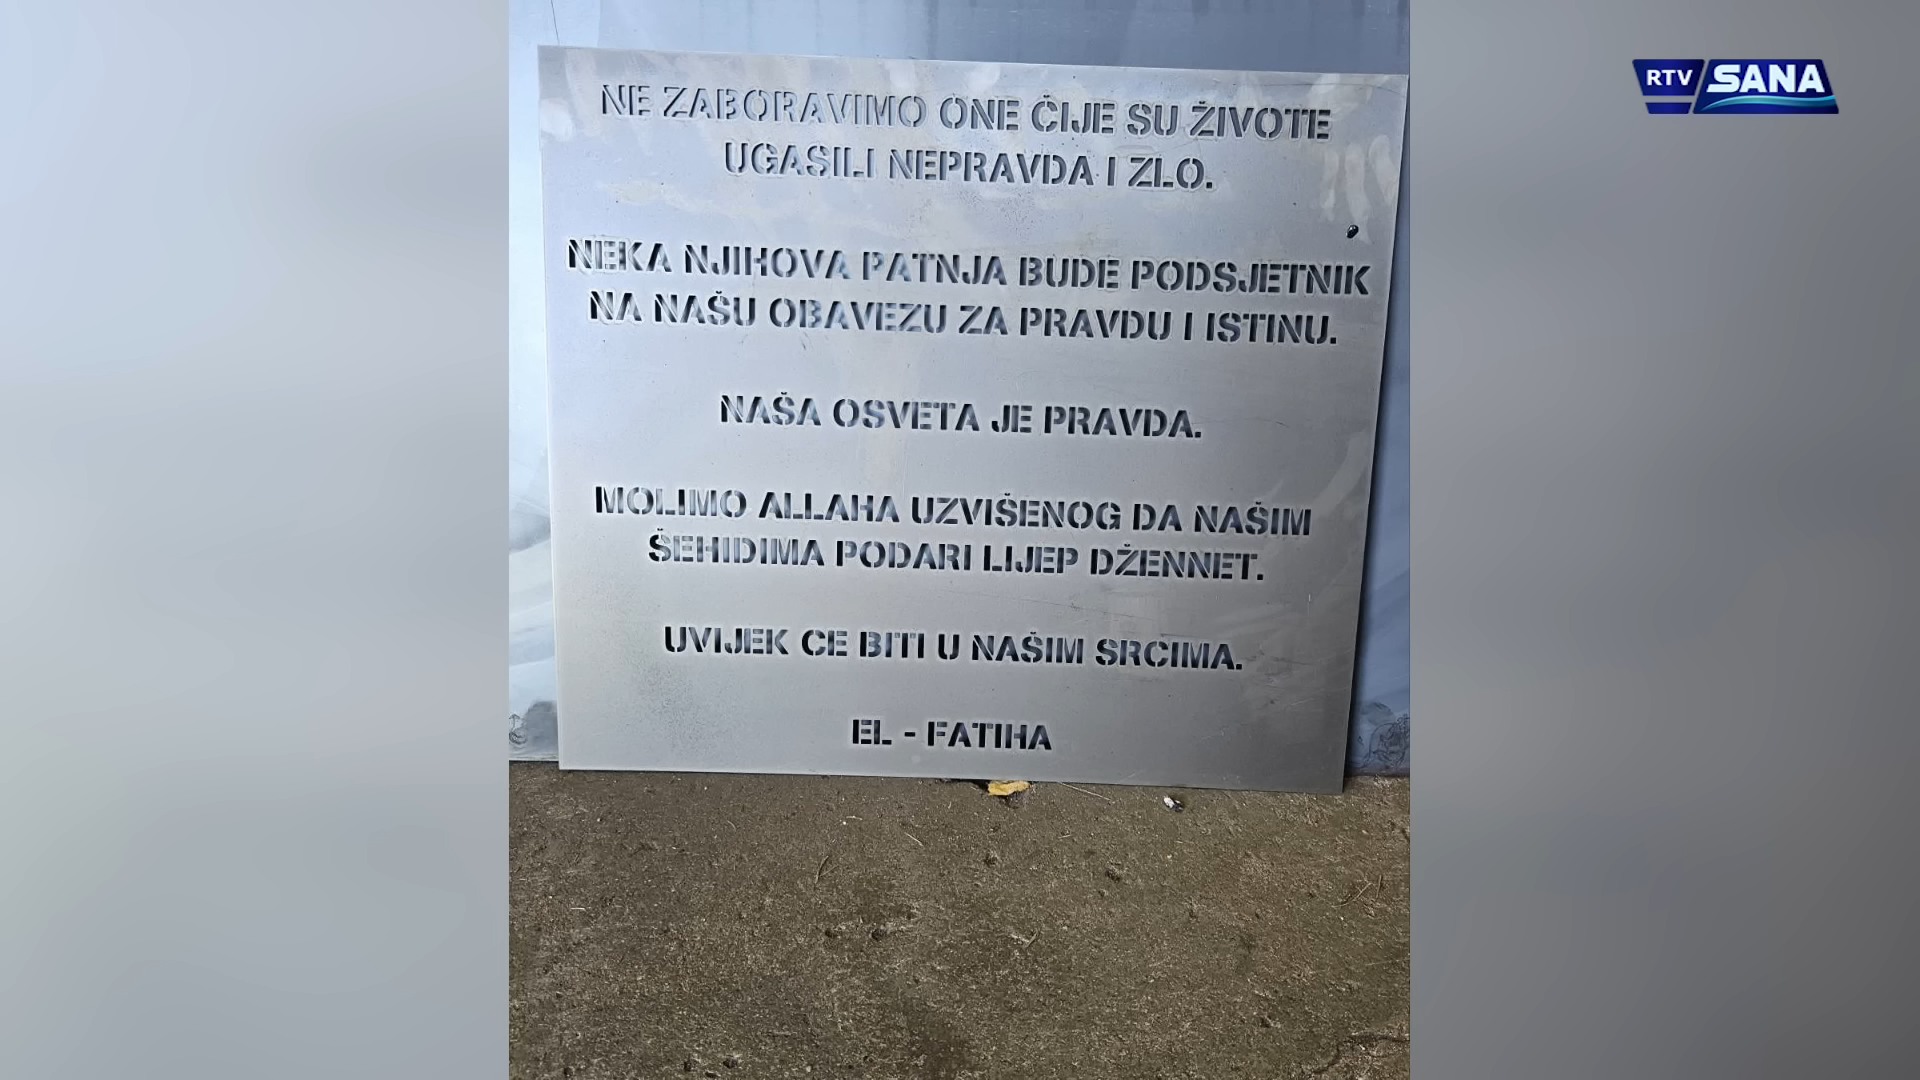 NE ZABORAVIMO ONE ČIJE SU ŽIVOTE
UGASILI NEPRAVDA I ZLO.
NEKA NJIHOVA PATNJA BUDE PODSJETNIK
NA NAŠU OBAVEZU ZA PRAVDU I ISTINU.
NAŠA OSVETA JE PRAVDA.
MOLIMO ALLAHA UZVIŠENOG DA NAŠIM
ŠEHIDIMA PODARI LIJEP DŽENNET.
UVIJEK CE BITI U NAŠIM SRCIMA.
EL - FATIHA
RTV SANA